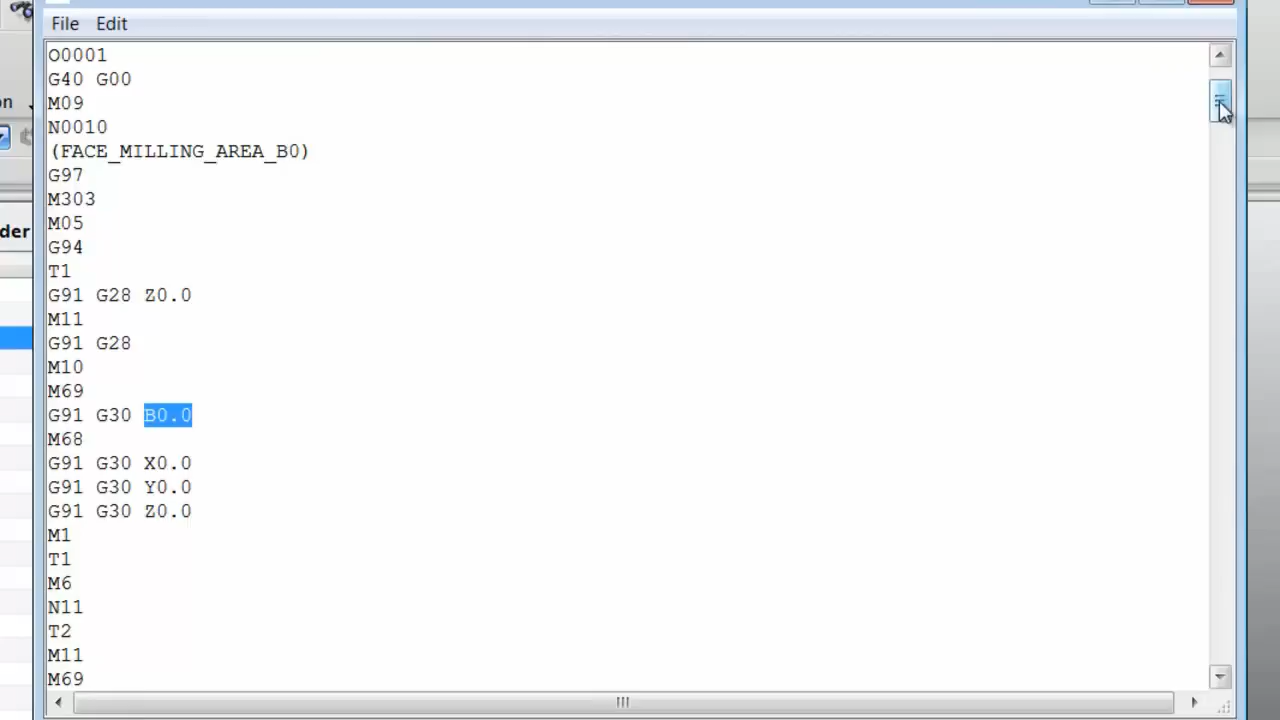 File Edit
O0001
G40 G00
M09
N0010
(FACE_MILLING_AREA_B0)
G97
M303
M05
G94
T1
G91 G28 Z0.0
M11
G91 G28
M10
M69
G91 G30 B0.0
M68
G91 G30 X0.0
G91 G30 Y0.0
G91 G30 Z0.0
M1
T1
M6
N11
T2
M11
M69
on
der